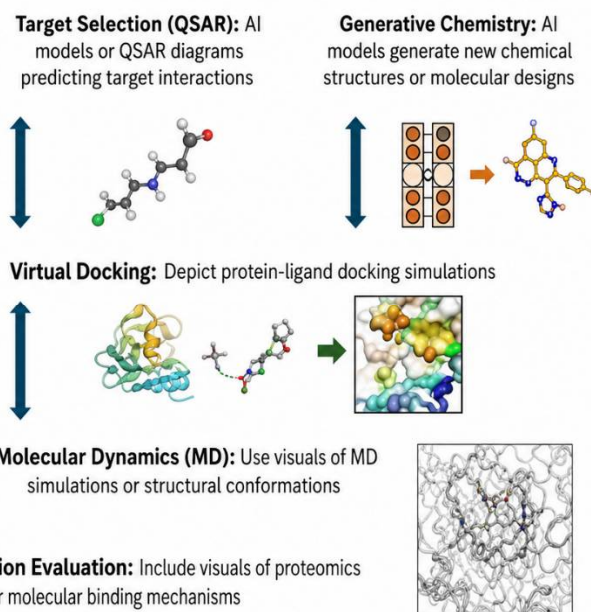 Target Selection (QSAR): AI
models or QSAR diagrams
predicting target interactions
Generative Chemistry: AI
models generate new chemical
structures or molecular designs
Virtual Docking: Depict protein-ligand docking simulations
Molecular Dynamics (MD): Use visuals of MD
simulations or structural conformations
ion Evaluation: Include visuals of proteomics
r molecular binding mechanisms